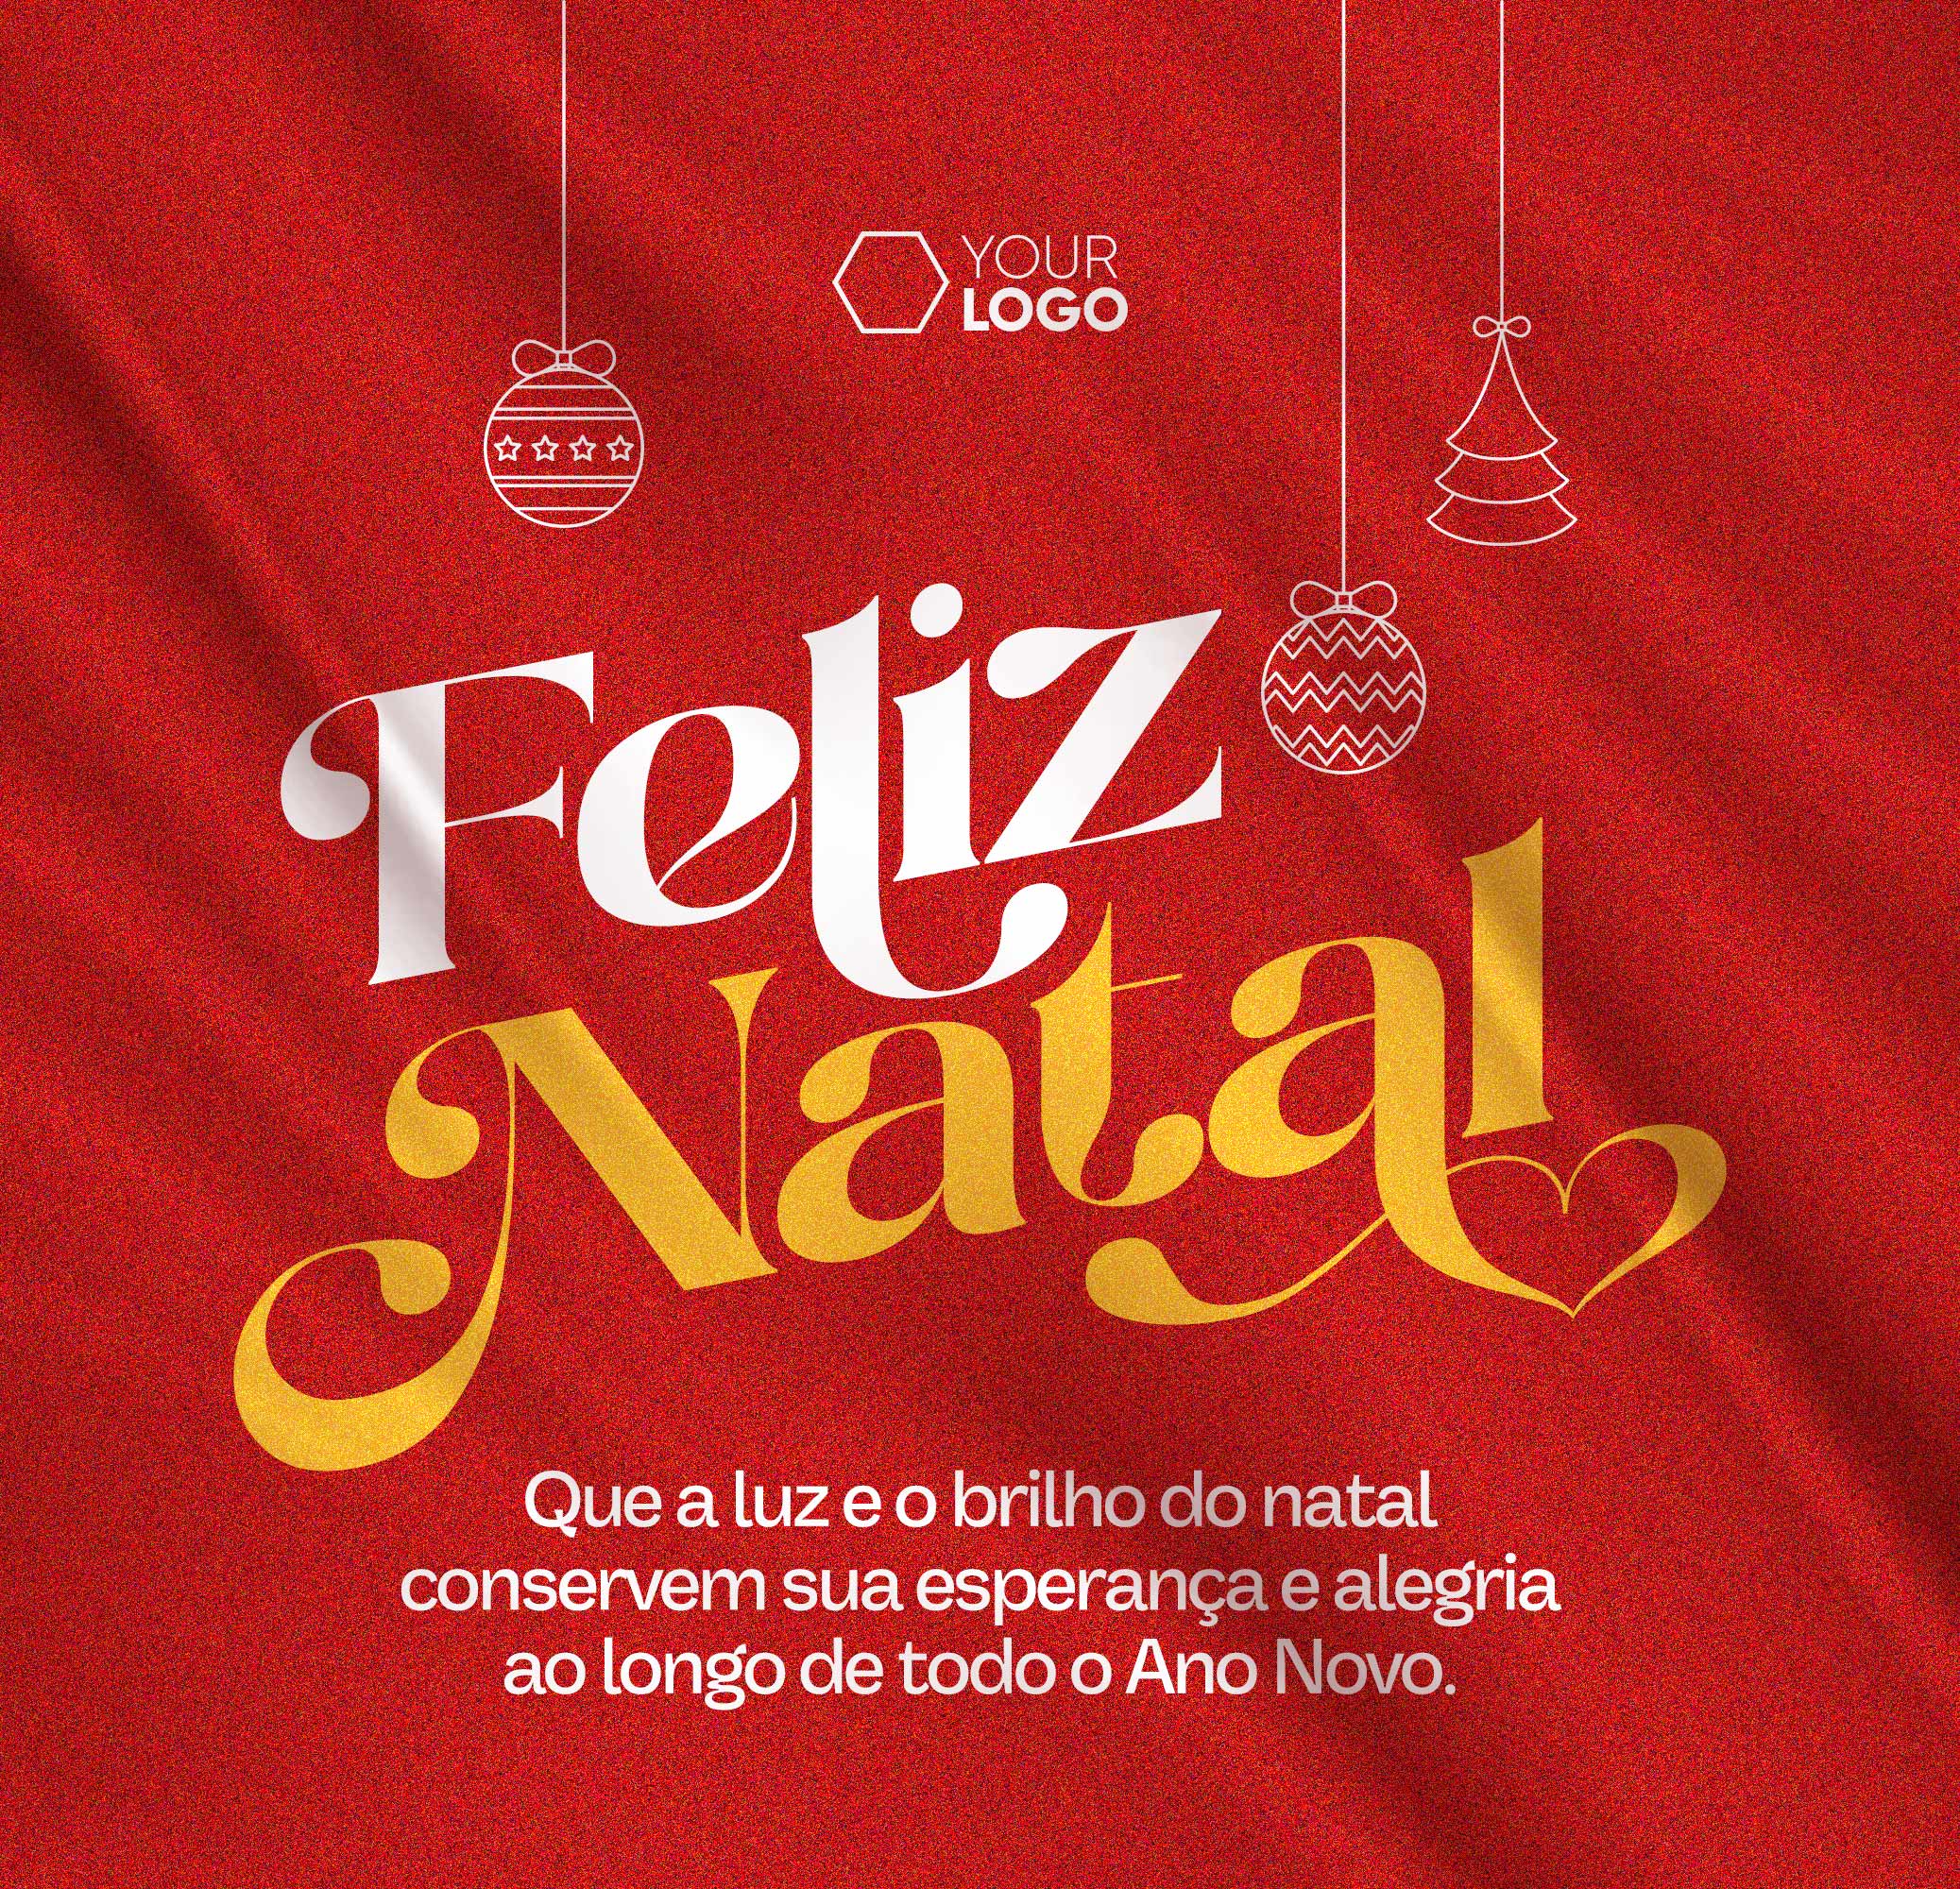 YOUR
LOGO
Feliz
Natal
Que a luz e o brilho do natal
conservem sua esperança e alegria
ao longo de todo o Ano Novo.